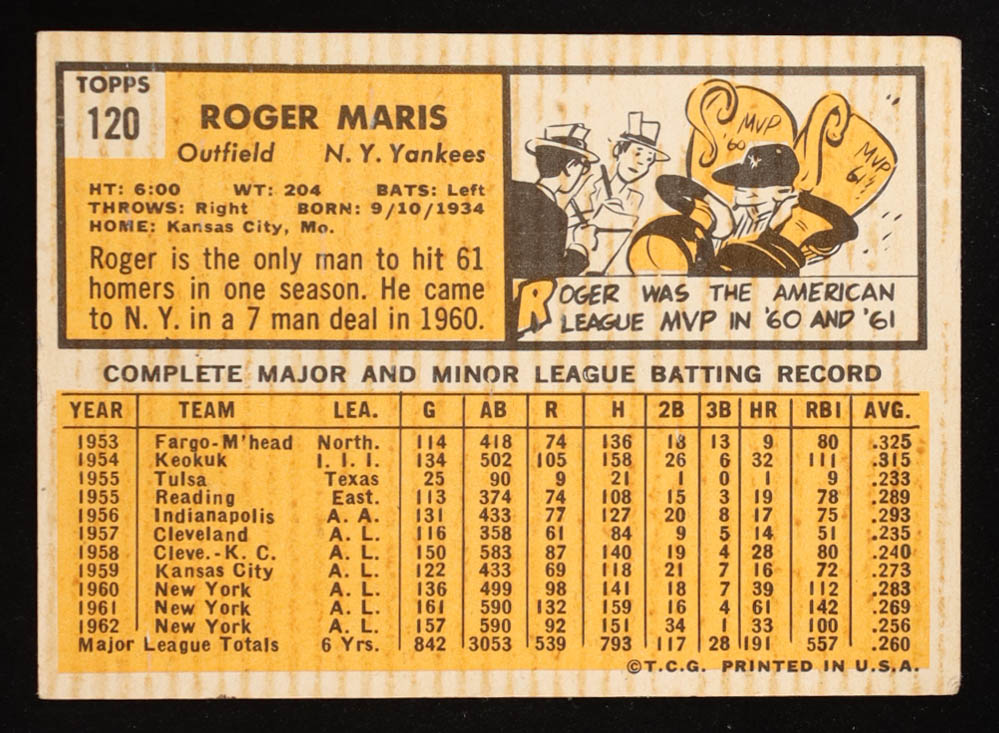 TOPPS
120
ROGER MARIS
Outfield N. Y. Yankees
HT: 6:00 WT: 204 BATS: Left
THROWS: Right BORN: 9/10/1934
HOME: Kansas City, Mo.
Roger is the only man to hit 61
homers in one season. He came
to N. Y. in a 7 man deal in 1960.
MVP
'60
MVP
61
ROGER WAS THE AMERICAN
LEAGUE MVP IN '60 AND '61
COMPLETE MAJOR AND MINOR LEAGUE BATTING RECORD
YEAR TEAM LEA. G AB R H 2B 3B HR RBI AVG.
1953 Fargo-M'head North. 114 418 74 136 18 13 9 80 .325
1954 Keokuk I. I. I. 134 502 105 158 26 6 32 111 .315
1955 Tulsa Texas 25 90 9 21 1 0 1 9 .233
1955 Reading East. 113 374 74 108 15 3 19 78 .289
1956 Indianapolis A. A. 131 433 77 127 20 8 17 75 .293
1957 Cleveland A. L. 116 358 61 84 9 5 14 51 .235
1958 Cleve.-K. C. A. L. 150 583 87 140 19 4 28 80 .240
1959 Kansas City A. L. 122 433 69 118 21 7 16 72 .273
1960 New York A. L. 136 499 98 141 18 7 39 112 .283
1961 New York A. L. 161 590 132 159 16 4 61 142 .269
1962 New York A. L. 157 590 92 151 34 1 33 100 .256
Major League Totals 6 Yrs. 842 3053 539 793 117 28 191 557 .260
©T.C.G. PRINTED IN U.S.A.